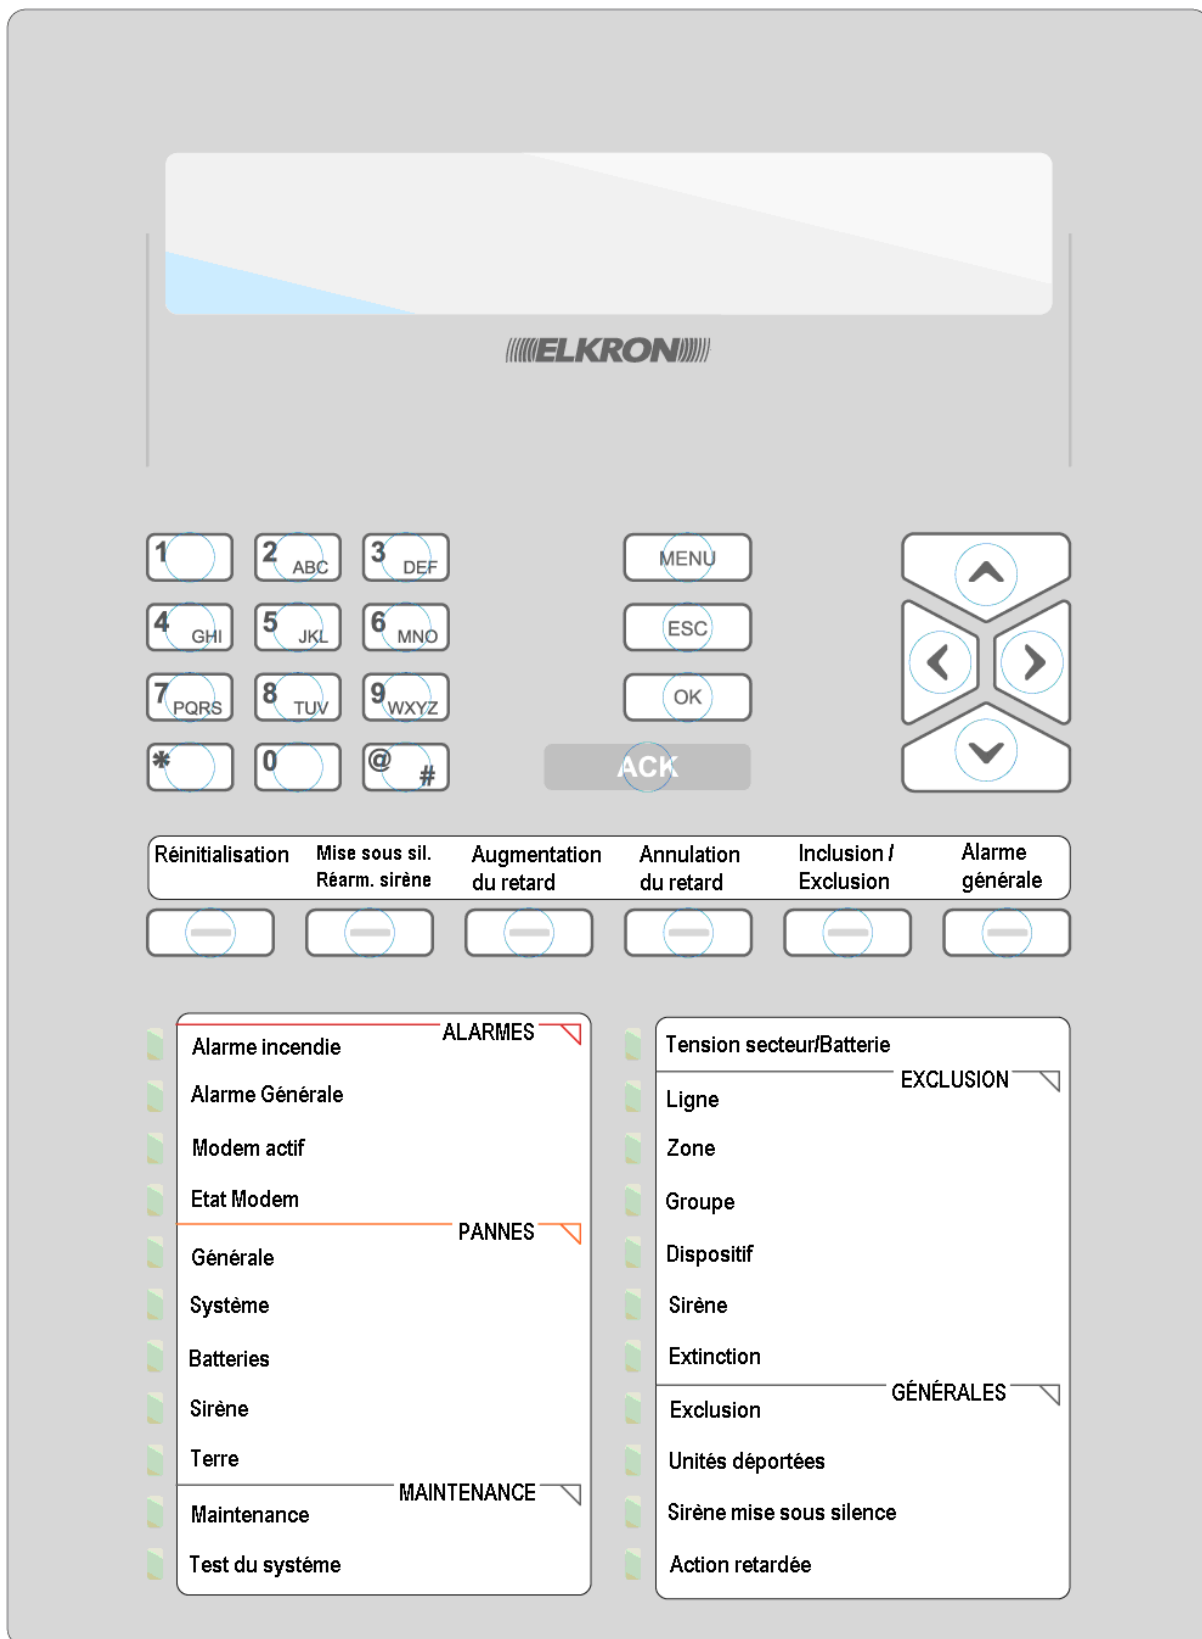 ELKRON
1
2 ABC
3 DEF
MENU
4 GHI
5 JKL
6 MNO
ESC
7 PQRS
8 TUV
9 WXYZ
OK
*
0
@ #
ACK
Réinitialisation
Mise sous sil.
Réarm. sirène
Augmentation
du retard
Annulation
du retard
Inclusion /
Exclusion
Alarme
générale
ALARMES
Alarme incendie
Alarme Générale
Modem actif
Etat Modem
PANNES
Générale
Système
Batteries
Sirène
Terre
MAINTENANCE
Maintenance
Test du systéme
Tension secteur/Batterie
EXCLUSION
Ligne
Zone
Groupe
Dispositif
Sirène
Extinction
GÉNÉRALES
Exclusion
Unités déportées
Sirène mise sous silence
Action retardée